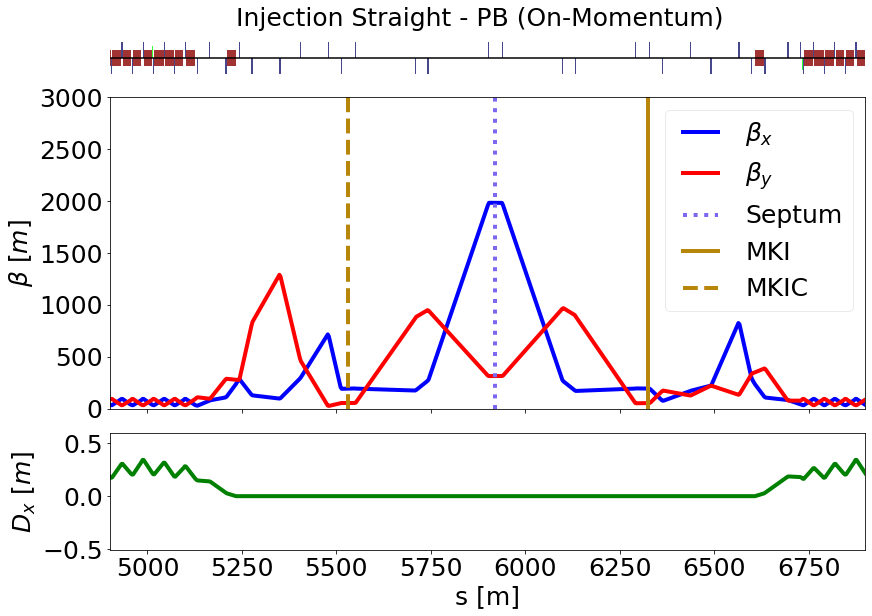 Injection Straight - PB (On-Momentum)
3000
2500
2000
1500
1000
500
0
β [m]
βx
βy
Septum
MKI
MKIC
0.5
0.0
−0.5
Dx [m]
5000 5250 5500 5750 6000 6250 6500 6750
s [m]